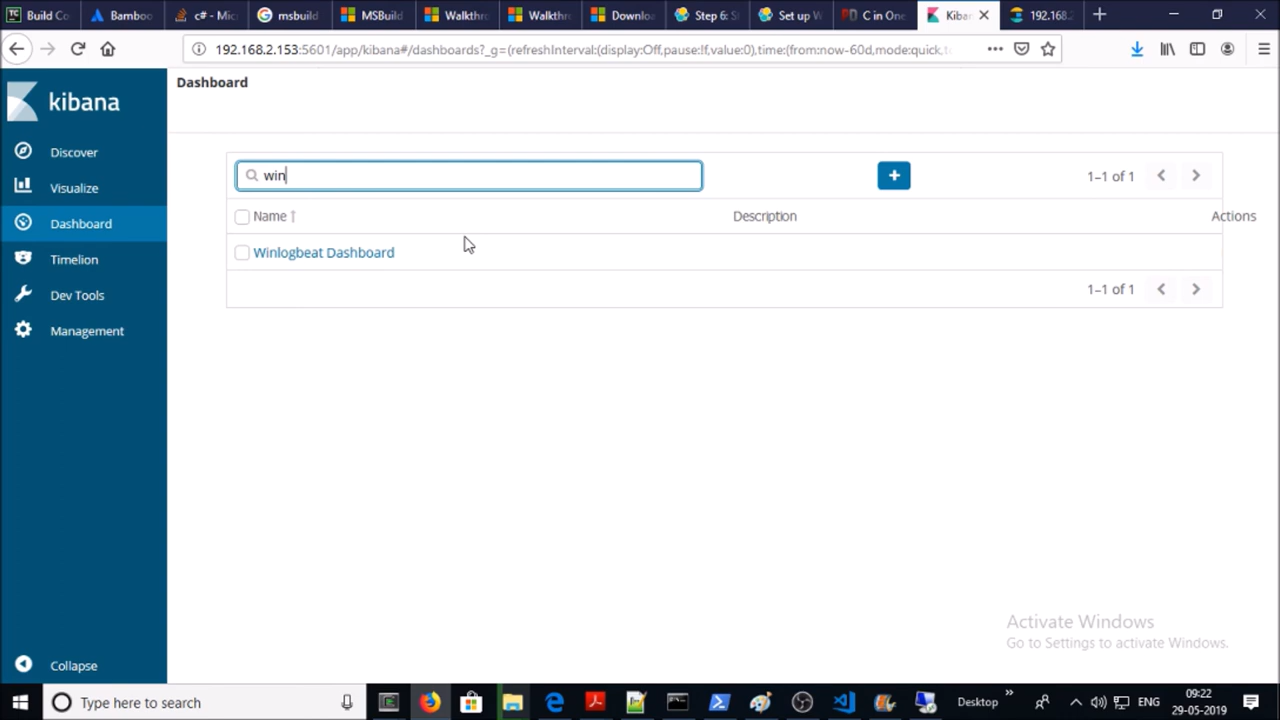 Build Co
Bamboo
c# - Mic
msbuild
MSBuild
Walkthr
Walkthr
Downlo
Step 6: S
Set up W
C in One
Kiba
192.168.2
192.168.2.153:5601/app/kibana#/dashboards?_g=(refreshInterval:(display:Off,pause:!f,value:0),time:(from:now-60d,mode:quick,t
kibana
Dashboard
Discover
Visualize
Dashboard
Timelion
Dev Tools
Management
Collapse
win
1–1 of 1
Name
Description
Actions
Winlogbeat Dashboard
1–1 of 1
Activate Windows
Go to Settings to activate Windows.
Type here to search
Desktop
ENG
09:22
29-05-2019